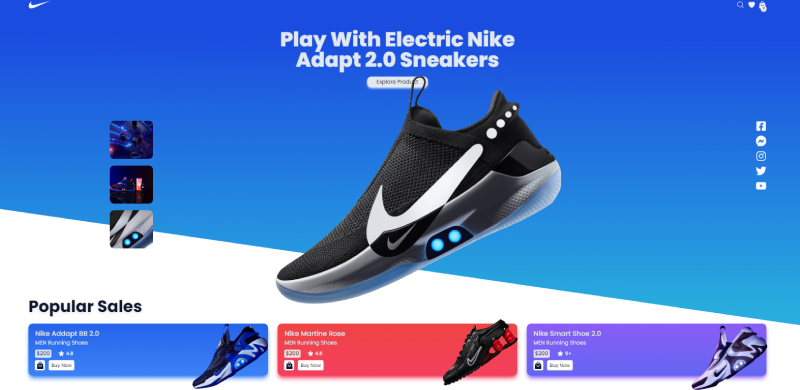 Play With Electric Nike
Adapt 2.0 Sneakers
Explore Product
Popular Sales
Nike Addapt BB 2.0
MEN Running Shoes
$200 4.8
Buy Now
Nike Martine Rose
MEN Running Shoes
$200 4.8
Buy Now
Nike Smart Shoe 2.0
MEN Running Shoes
$200 5+
Buy Now